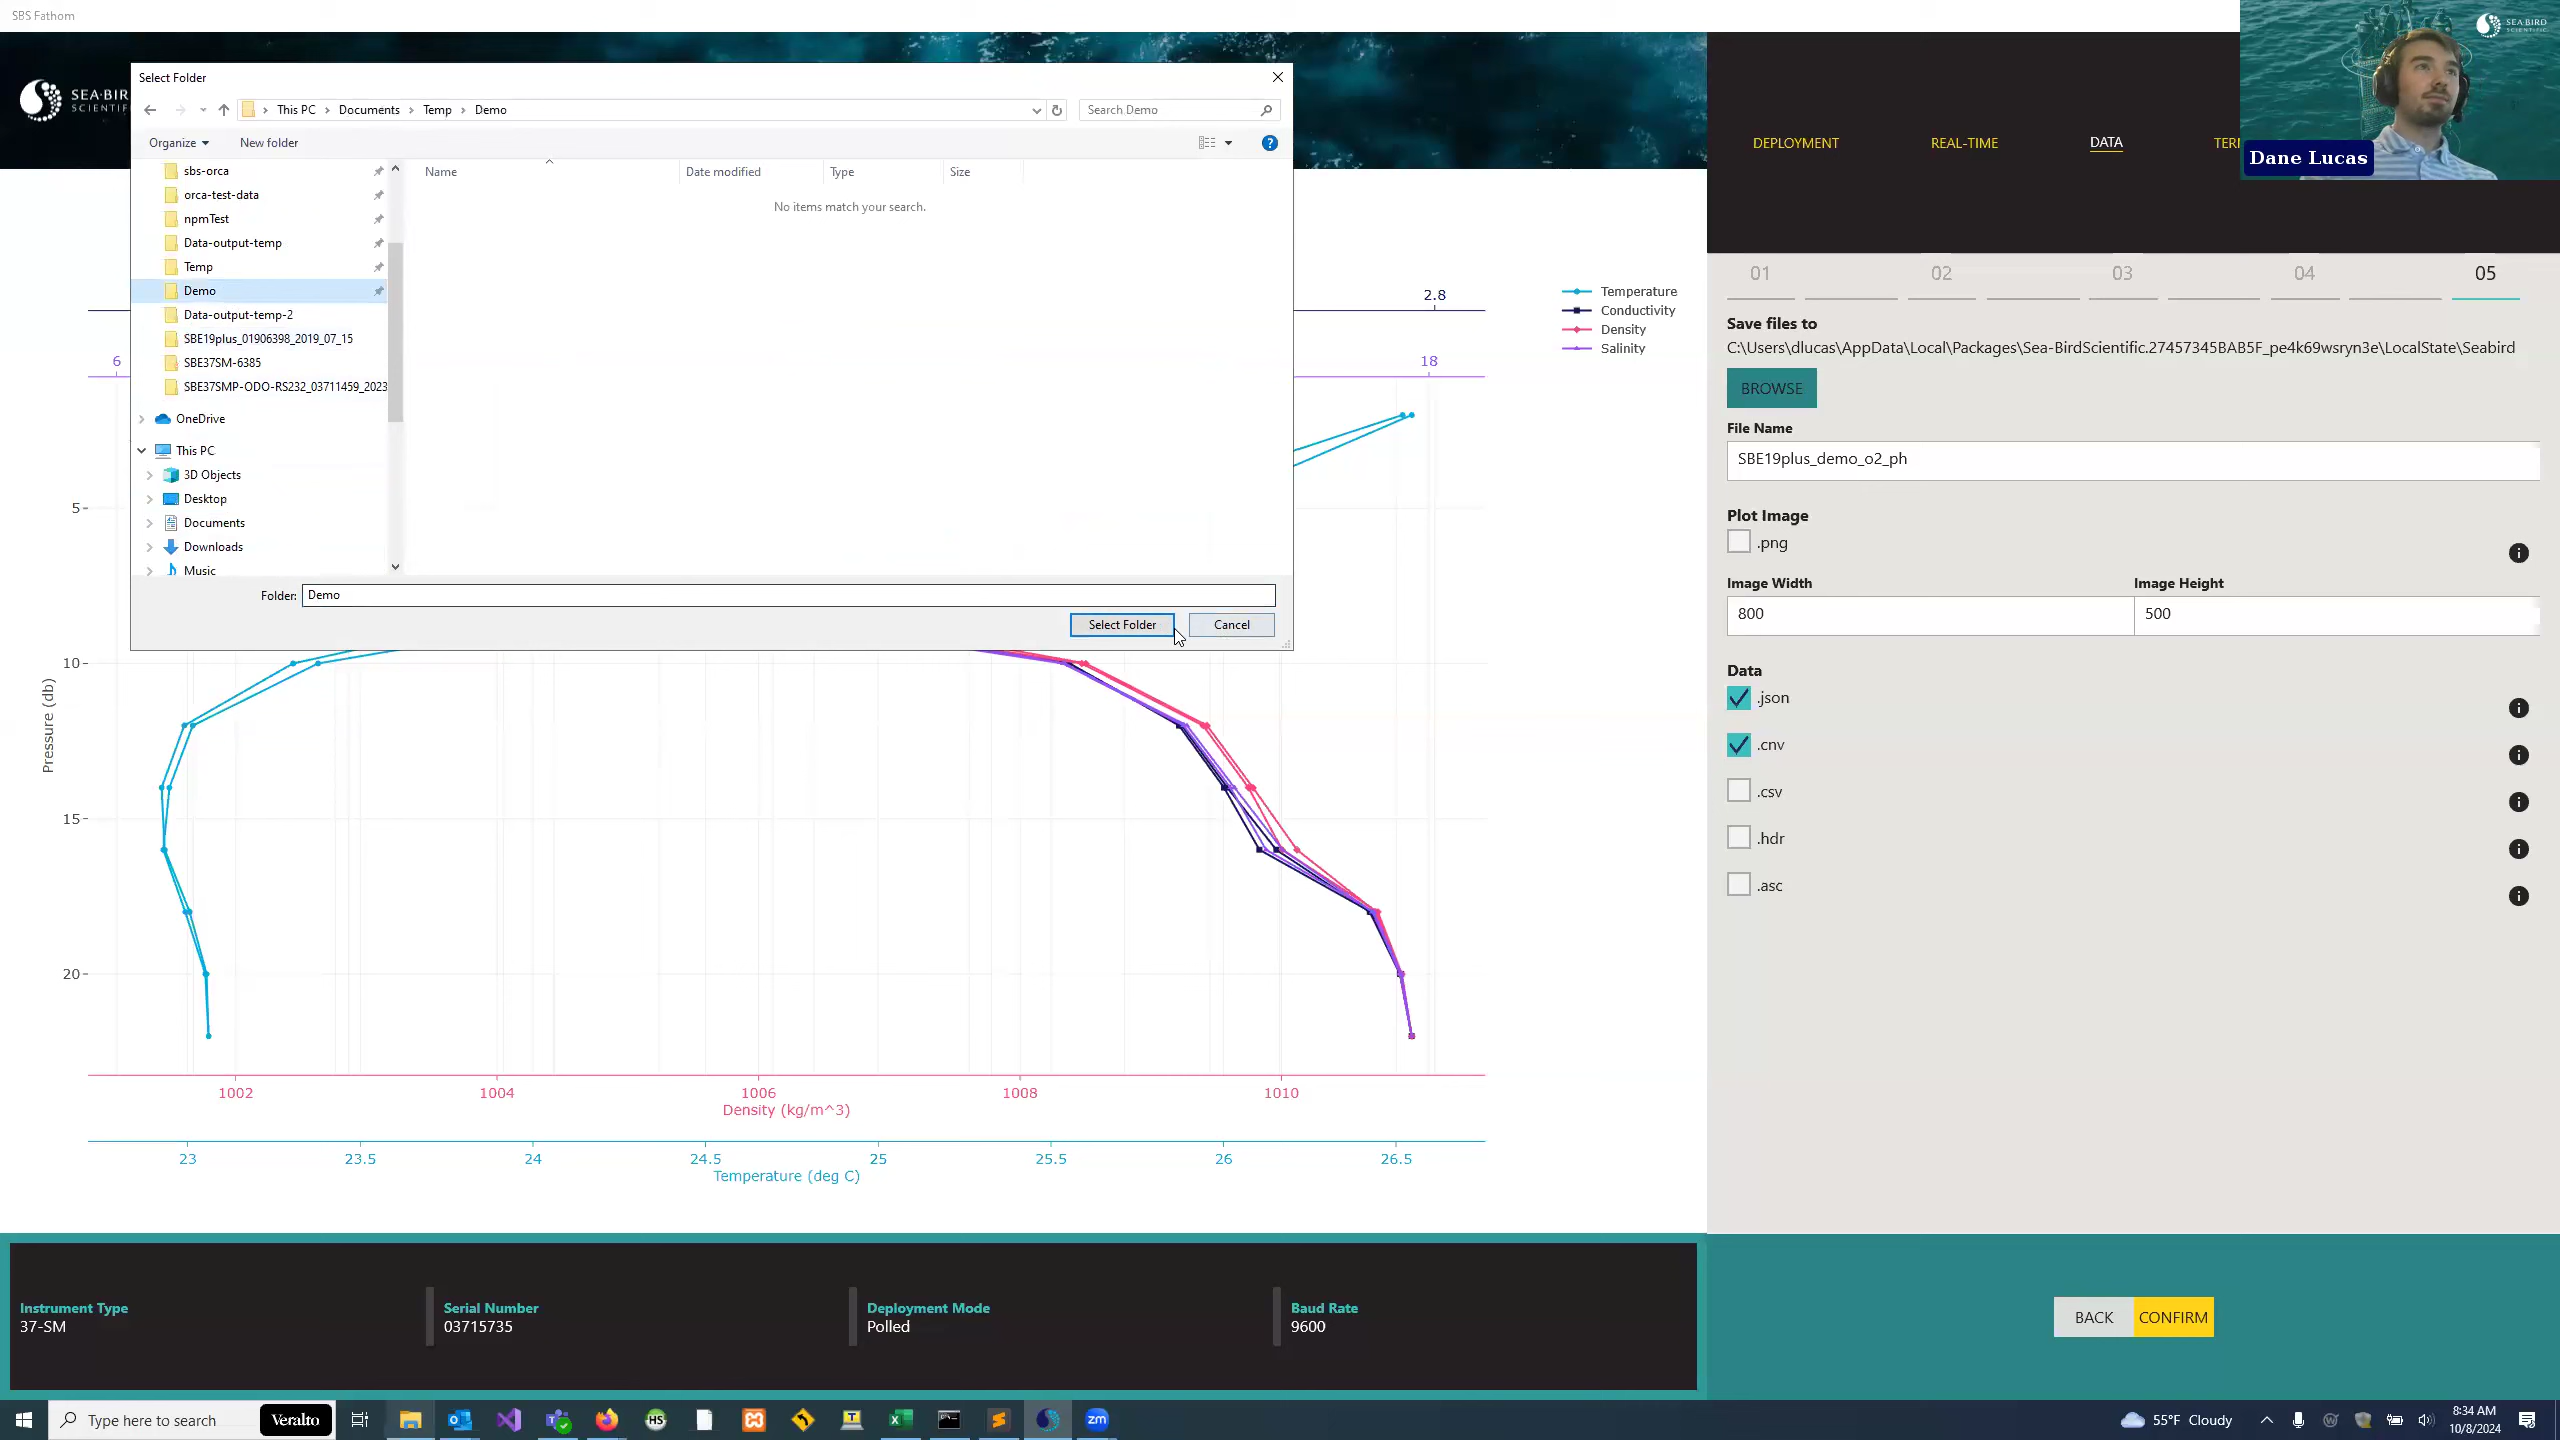 SBS Fathom
SEA·BIRD
SCIENTIFIC
SEA·BIRD
Select Folder
This PC > Documents > Temp > Demo
Search Demo
Organize
New folder
sbs-orca
orca-test-data
npmTest
Data-output-temp
Temp
Demo
Data-output-temp-2
SBE19plus_01906398_2019_07_15
SBE37SM-6385
SBE37SMP-ODO-RS232_03711459_2023
OneDrive
This PC
3D Objects
Desktop
Documents
Downloads
Music
Name
Date modified
Type
Size
No items match your search.
Folder:
Demo
Select Folder
Cancel
DEPLOYMENT
REAL-TIME
DATA
Dane Lucas
01
02
03
04
05
Save files to
C:\Users\dlucas\AppData\Local\Packages\Sea-BirdScientific.27457345BAB5F_pe4k69wsryn3e\LocalState\Seabird
BROWSE
File Name
SBE19plus_demo_o2_ph
Plot Image
.png
Image Width
Image Height
800
500
Data
.json
.cnv
.csv
.hdr
.asc
BACK
CONFIRM
2.8
6
18
Temperature
Conductivity
Density
Salinity
5
10
15
20
Pressure (db)
1002
1004
1006
1008
1010
Density (kg/m^3)
23
23.5
24
24.5
25
25.5
26
26.5
Temperature (deg C)
Instrument Type
37-SM
Serial Number
03715735
Deployment Mode
Polled
Baud Rate
9600
Type here to search
Veralto
HS
zm
55°F Cloudy
8:34 AM
10/8/2024